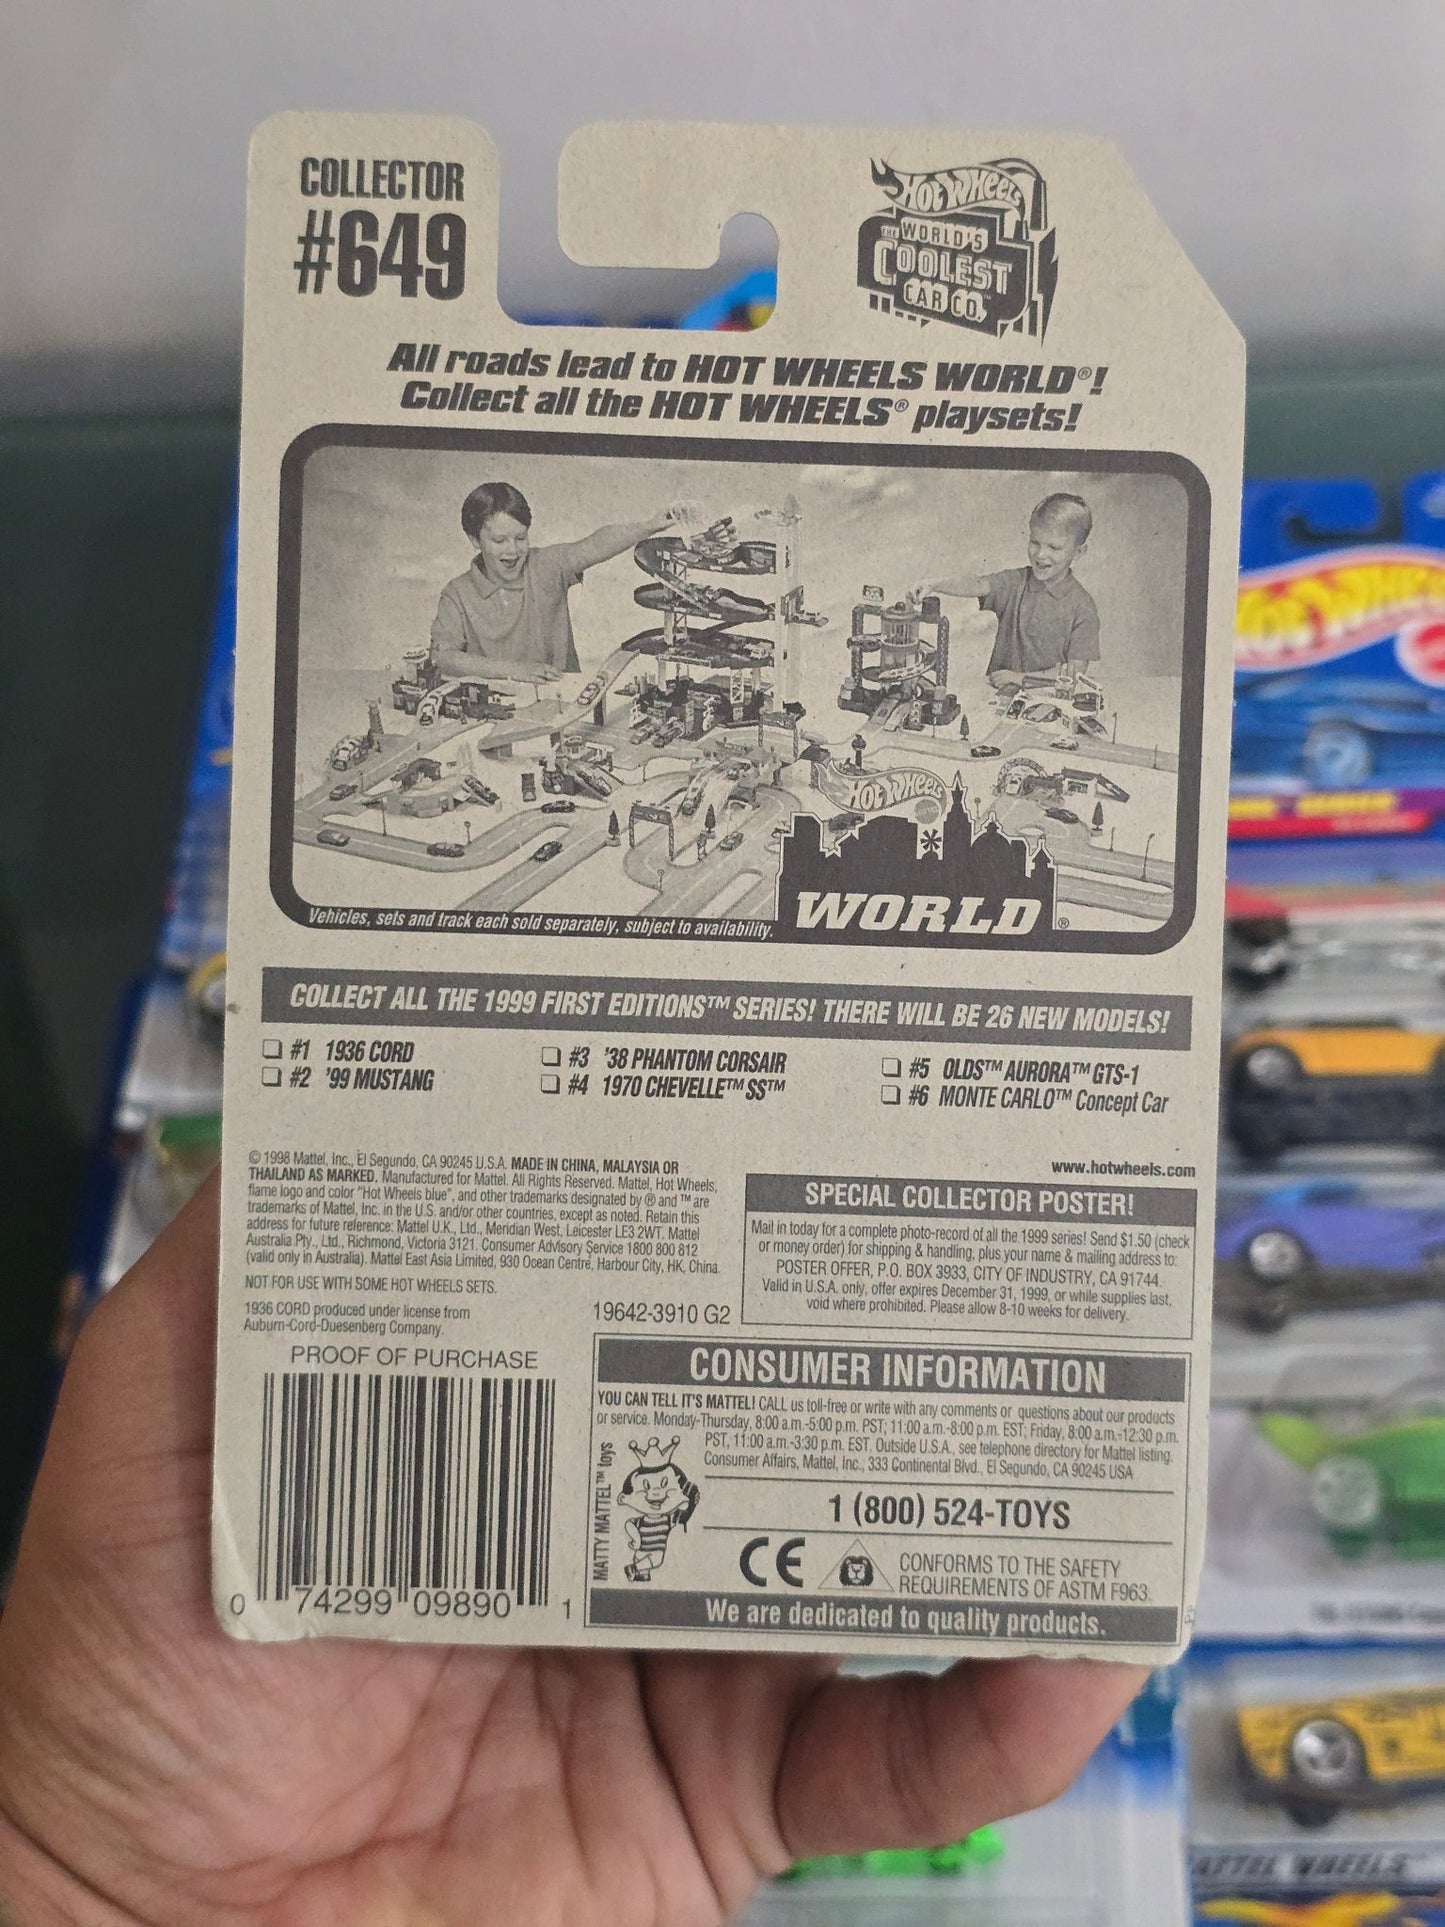 COLLECTOR
#649
HOT WHEELS
THE WORLD'S
COOLEST
CAR CO.™
All roads lead to HOT WHEELS WORLD®!
Collect all the HOT WHEELS® playsets!
HOT WHEELS
WORLD®
Vehicles, sets and track each sold separately, subject to availability.
COLLECT ALL THE 1999 FIRST EDITIONS™ SERIES! THERE WILL BE 26 NEW MODELS!
#1 1936 CORD
#2 '99 MUSTANG
#3 '38 PHANTOM CORSAIR
#4 1970 CHEVELLE™ SS™
#5 OLDS™ AURORA™ GTS-1
#6 MONTE CARLO™ Concept Car
© 1998 Mattel, Inc., El Segundo, CA 90245 U.S.A. MADE IN CHINA, MALAYSIA OR
THAILAND AS MARKED. Manufactured for Mattel. All Rights Reserved. Mattel, Hot Wheels,
flame logo and color "Hot Wheels blue", and other trademarks designated by ® and ™ are
trademarks of Mattel, Inc. in the U.S. and/or other countries, except as noted. Retain this
address for future reference: Mattel U.K., Ltd., Meridian West, Leicester LE3 2WT. Mattel
Australia Pty., Ltd., Richmond, Victoria 3121. Consumer Advisory Service 1800 800 812
(valid only in Australia). Mattel East Asia Limited, 930 Ocean Centre, Harbour City, HK, China.
NOT FOR USE WITH SOME HOT WHEELS SETS.
1936 CORD produced under license from
Auburn-Cord-Duesenberg Company.
19642-3910 G2
www.hotwheels.com
SPECIAL COLLECTOR POSTER!
Mail in today for a complete photo-record of all the 1999 series! Send $1.50 (check
or money order) for shipping & handling, plus your name & mailing address to:
POSTER OFFER, P.O. BOX 3933, CITY OF INDUSTRY, CA 91744.
Valid in U.S.A. only, offer expires December 31, 1999, or while supplies last,
void where prohibited. Please allow 8-10 weeks for delivery.
PROOF OF PURCHASE
0 74299 09890 1
CONSUMER INFORMATION
YOU CAN TELL IT'S MATTEL! CALL us toll-free or write with any comments or questions about our products
or service. Monday-Thursday, 8:00 a.m.-5:00 p.m. PST; 11:00 a.m.-8:00 p.m. EST; Friday, 8:00 a.m.-12:30 p.m.
PST, 11:00 a.m.-3:30 p.m. EST. Outside U.S.A., see telephone directory for Mattel listing.
Consumer Affairs, Mattel, Inc., 333 Continental Blvd., El Segundo, CA 90245 USA
MATTY MATTEL™ toys
1 (800) 524-TOYS
CE
CONFORMS TO THE SAFETY
REQUIREMENTS OF ASTM F963.
We are dedicated to quality products.
HOT WHEELS
MATTEL WHEELS